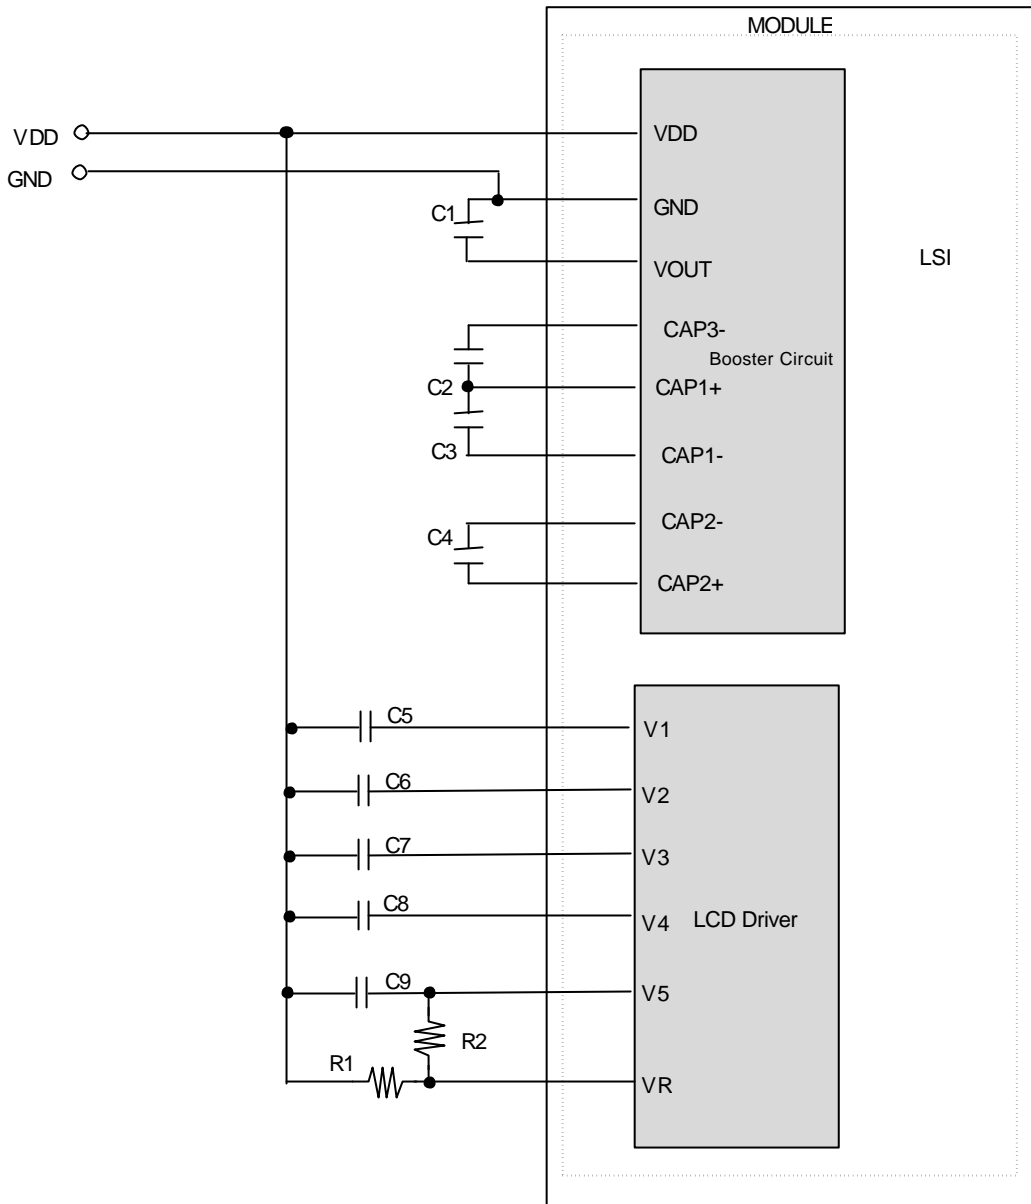 MODULE
VDD
VDD
GND
C1
GND
LSI
VOUT
CAP3-
Booster Circuit
C2
CAP1+
C3
CAP1-
C4
CAP2-
CAP2+
C5
V1
C6
V2
C7
V3
C8
V4
LCD Driver
C9
V5
R2
R1
VR